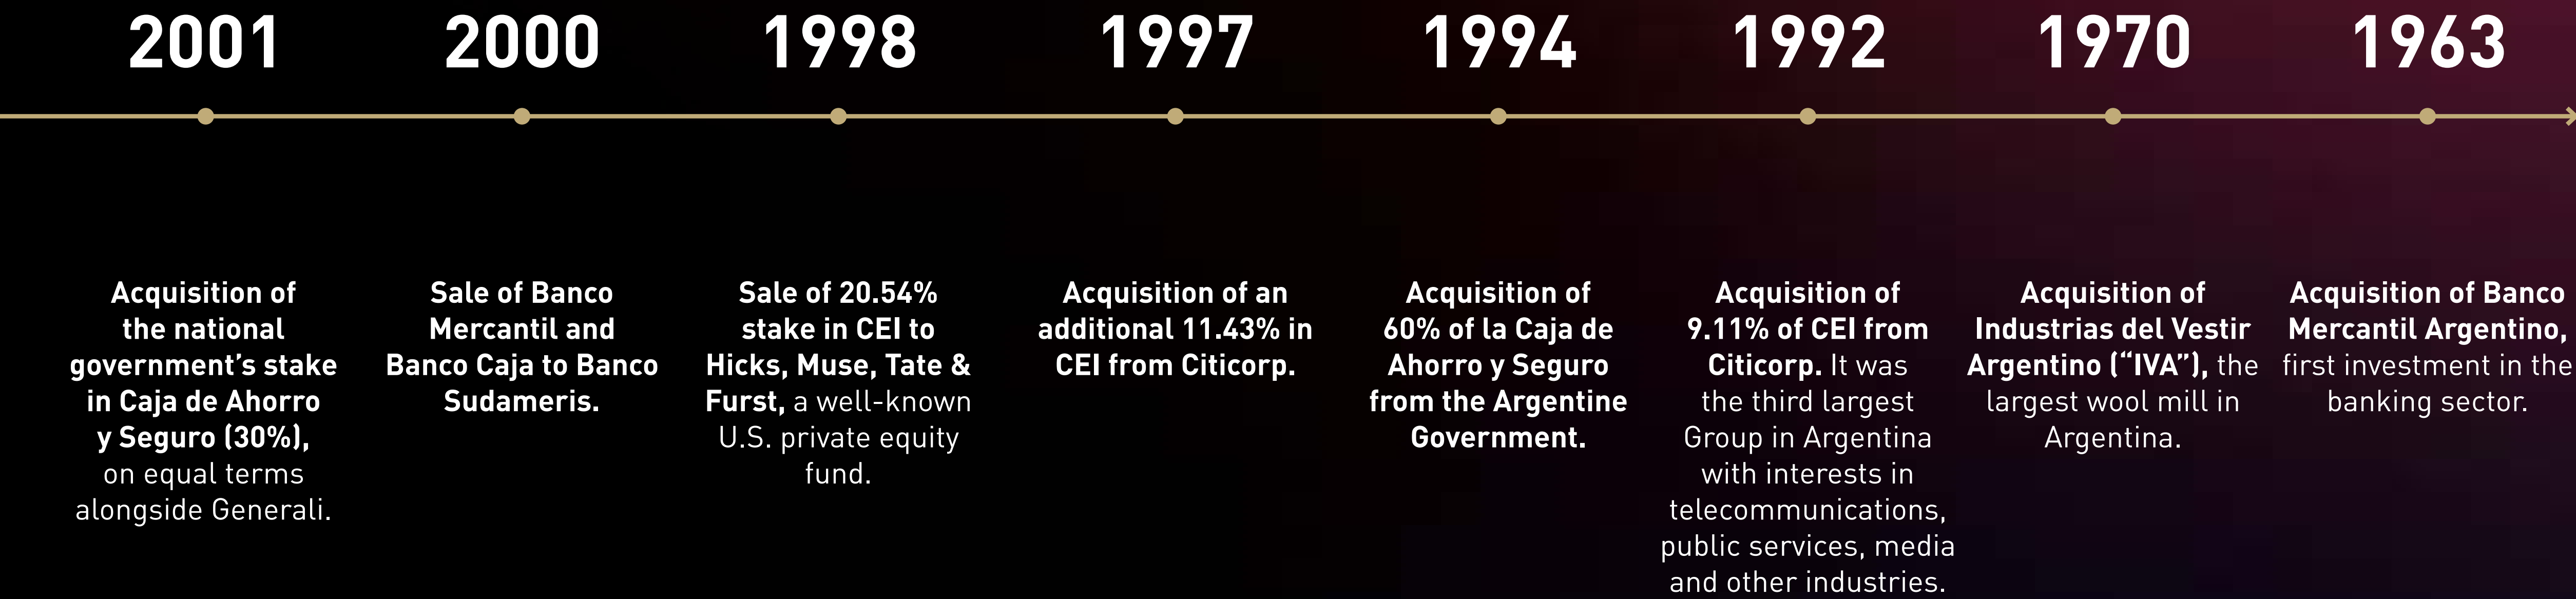 2001
Acquisition of
the national
government’s stake
in Caja de Ahorro
y Seguro (30%),
on equal terms
alongside Generali.
2000
Sale of Banco
Mercantil and
Banco Caja to Banco
Sudameris.
1998
Sale of 20.54%
stake in CEI to
Hicks, Muse, Tate &
Furst, a well-known
U.S. private equity
fund.
1997
Acquisition of an
additional 11.43% in
CEI from Citicorp.
1994
Acquisition of
60% of la Caja de
Ahorro y Seguro
from the Argentine
Government.
1992
Acquisition of
9.11% of CEI from
Citicorp. It was
the third largest
Group in Argentina
with interests in
telecommunications,
public services, media
and other industries.
1970
Acquisition of
Industrias del Vestir
Argentino (“IVA”), the
largest wool mill in
Argentina.
1963
Acquisition of Banco
Mercantil Argentino,
first investment in the
banking sector.